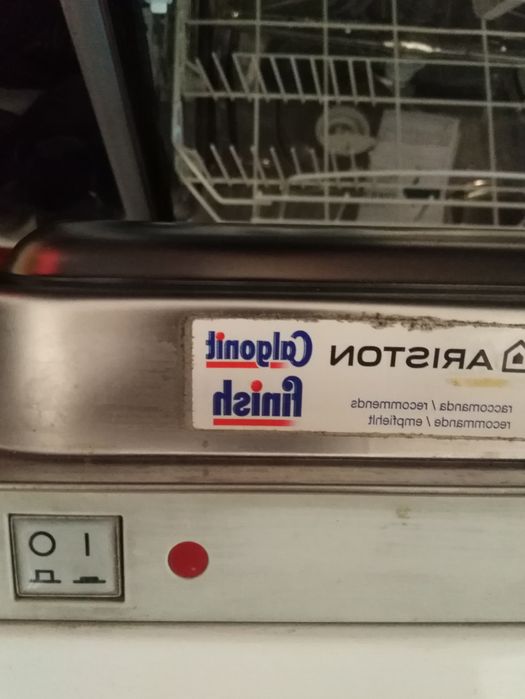 ARISTON
Calgonit
finish
raccomanda / recommends
recommande / empfiehlt
I O